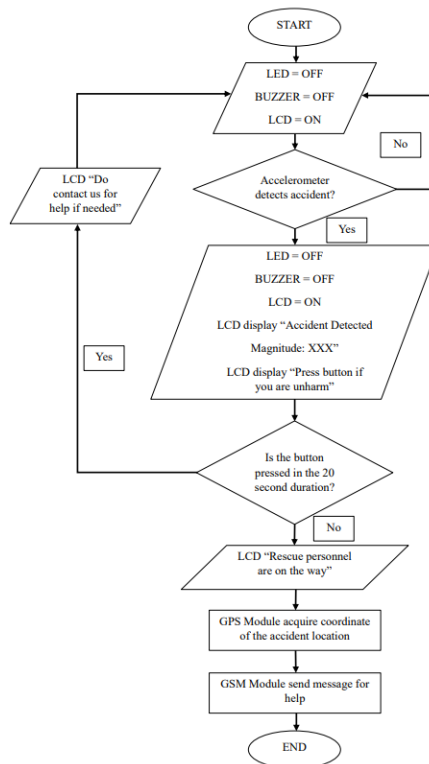 START
LED = OFF
BUZZER = OFF
LCD = ON
No
LCD “Do
contact us for
help if needed”
Accelerometer
detects accident?
Yes
LED = OFF
BUZZER = OFF
LCD = ON
LCD display “Accident Detected
Magnitude: XXX”
LCD display “Press button if
you are unharm”
Yes
Is the button
pressed in the 20
second duration?
No
LCD “Rescue personnel
are on the way”
GPS Module acquire coordinate
of the accident location
GSM Module send message for
help
END